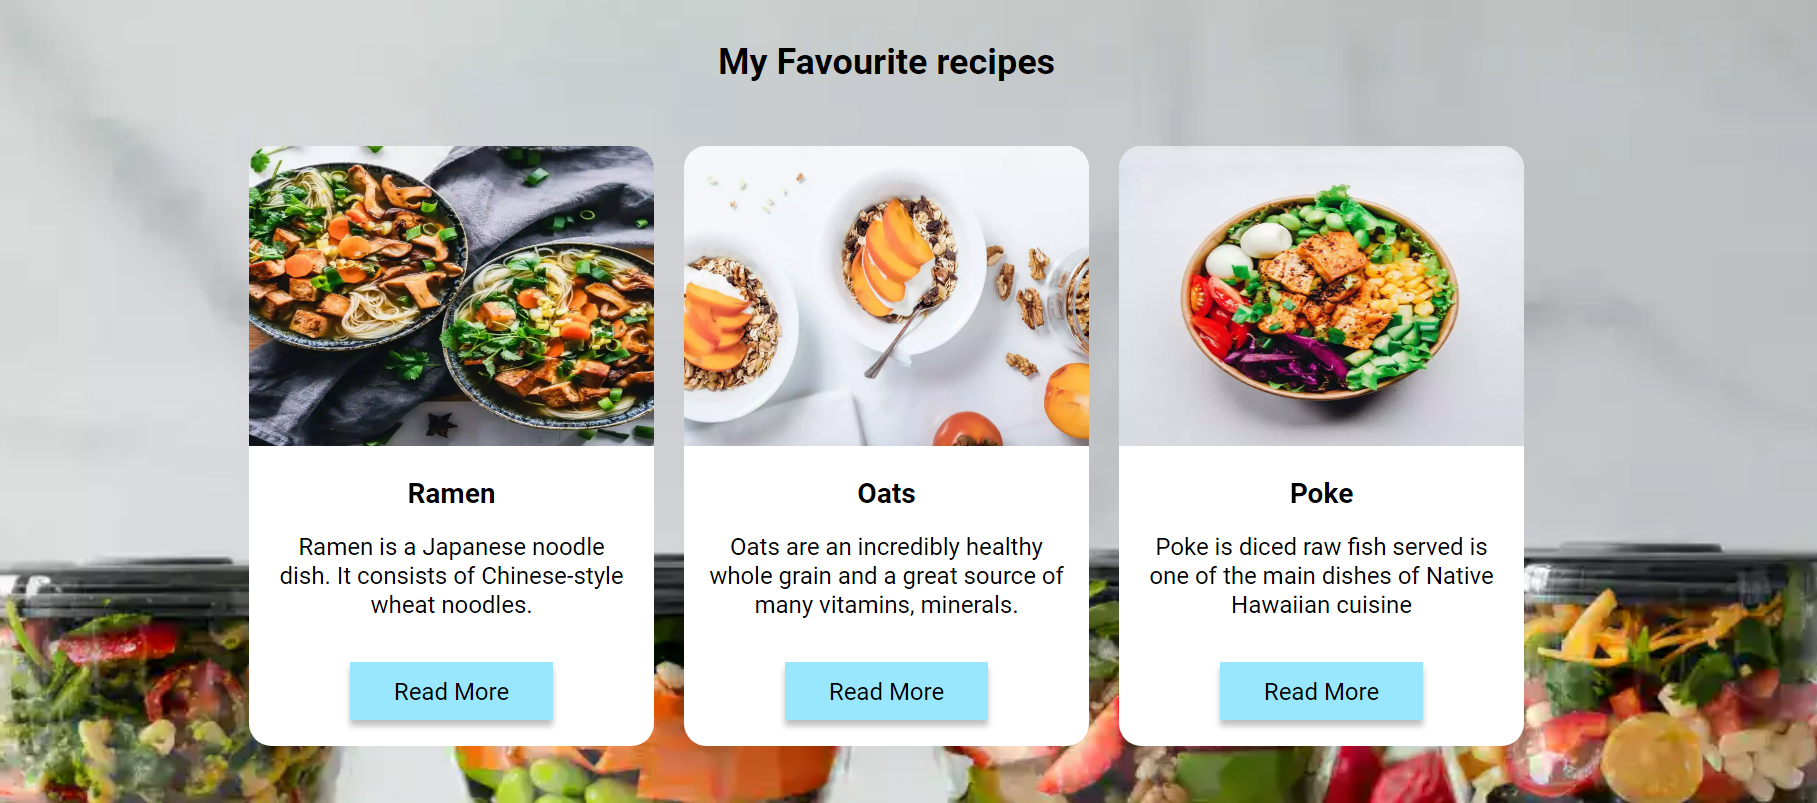 My Favourite recipes
Ramen
Ramen is a Japanese noodle
dish. It consists of Chinese-style
wheat noodles.
Read More
Oats
Oats are an incredibly healthy
whole grain and a great source of
many vitamins, minerals.
Read More
Poke
Poke is diced raw fish served is
one of the main dishes of Native
Hawaiian cuisine
Read More